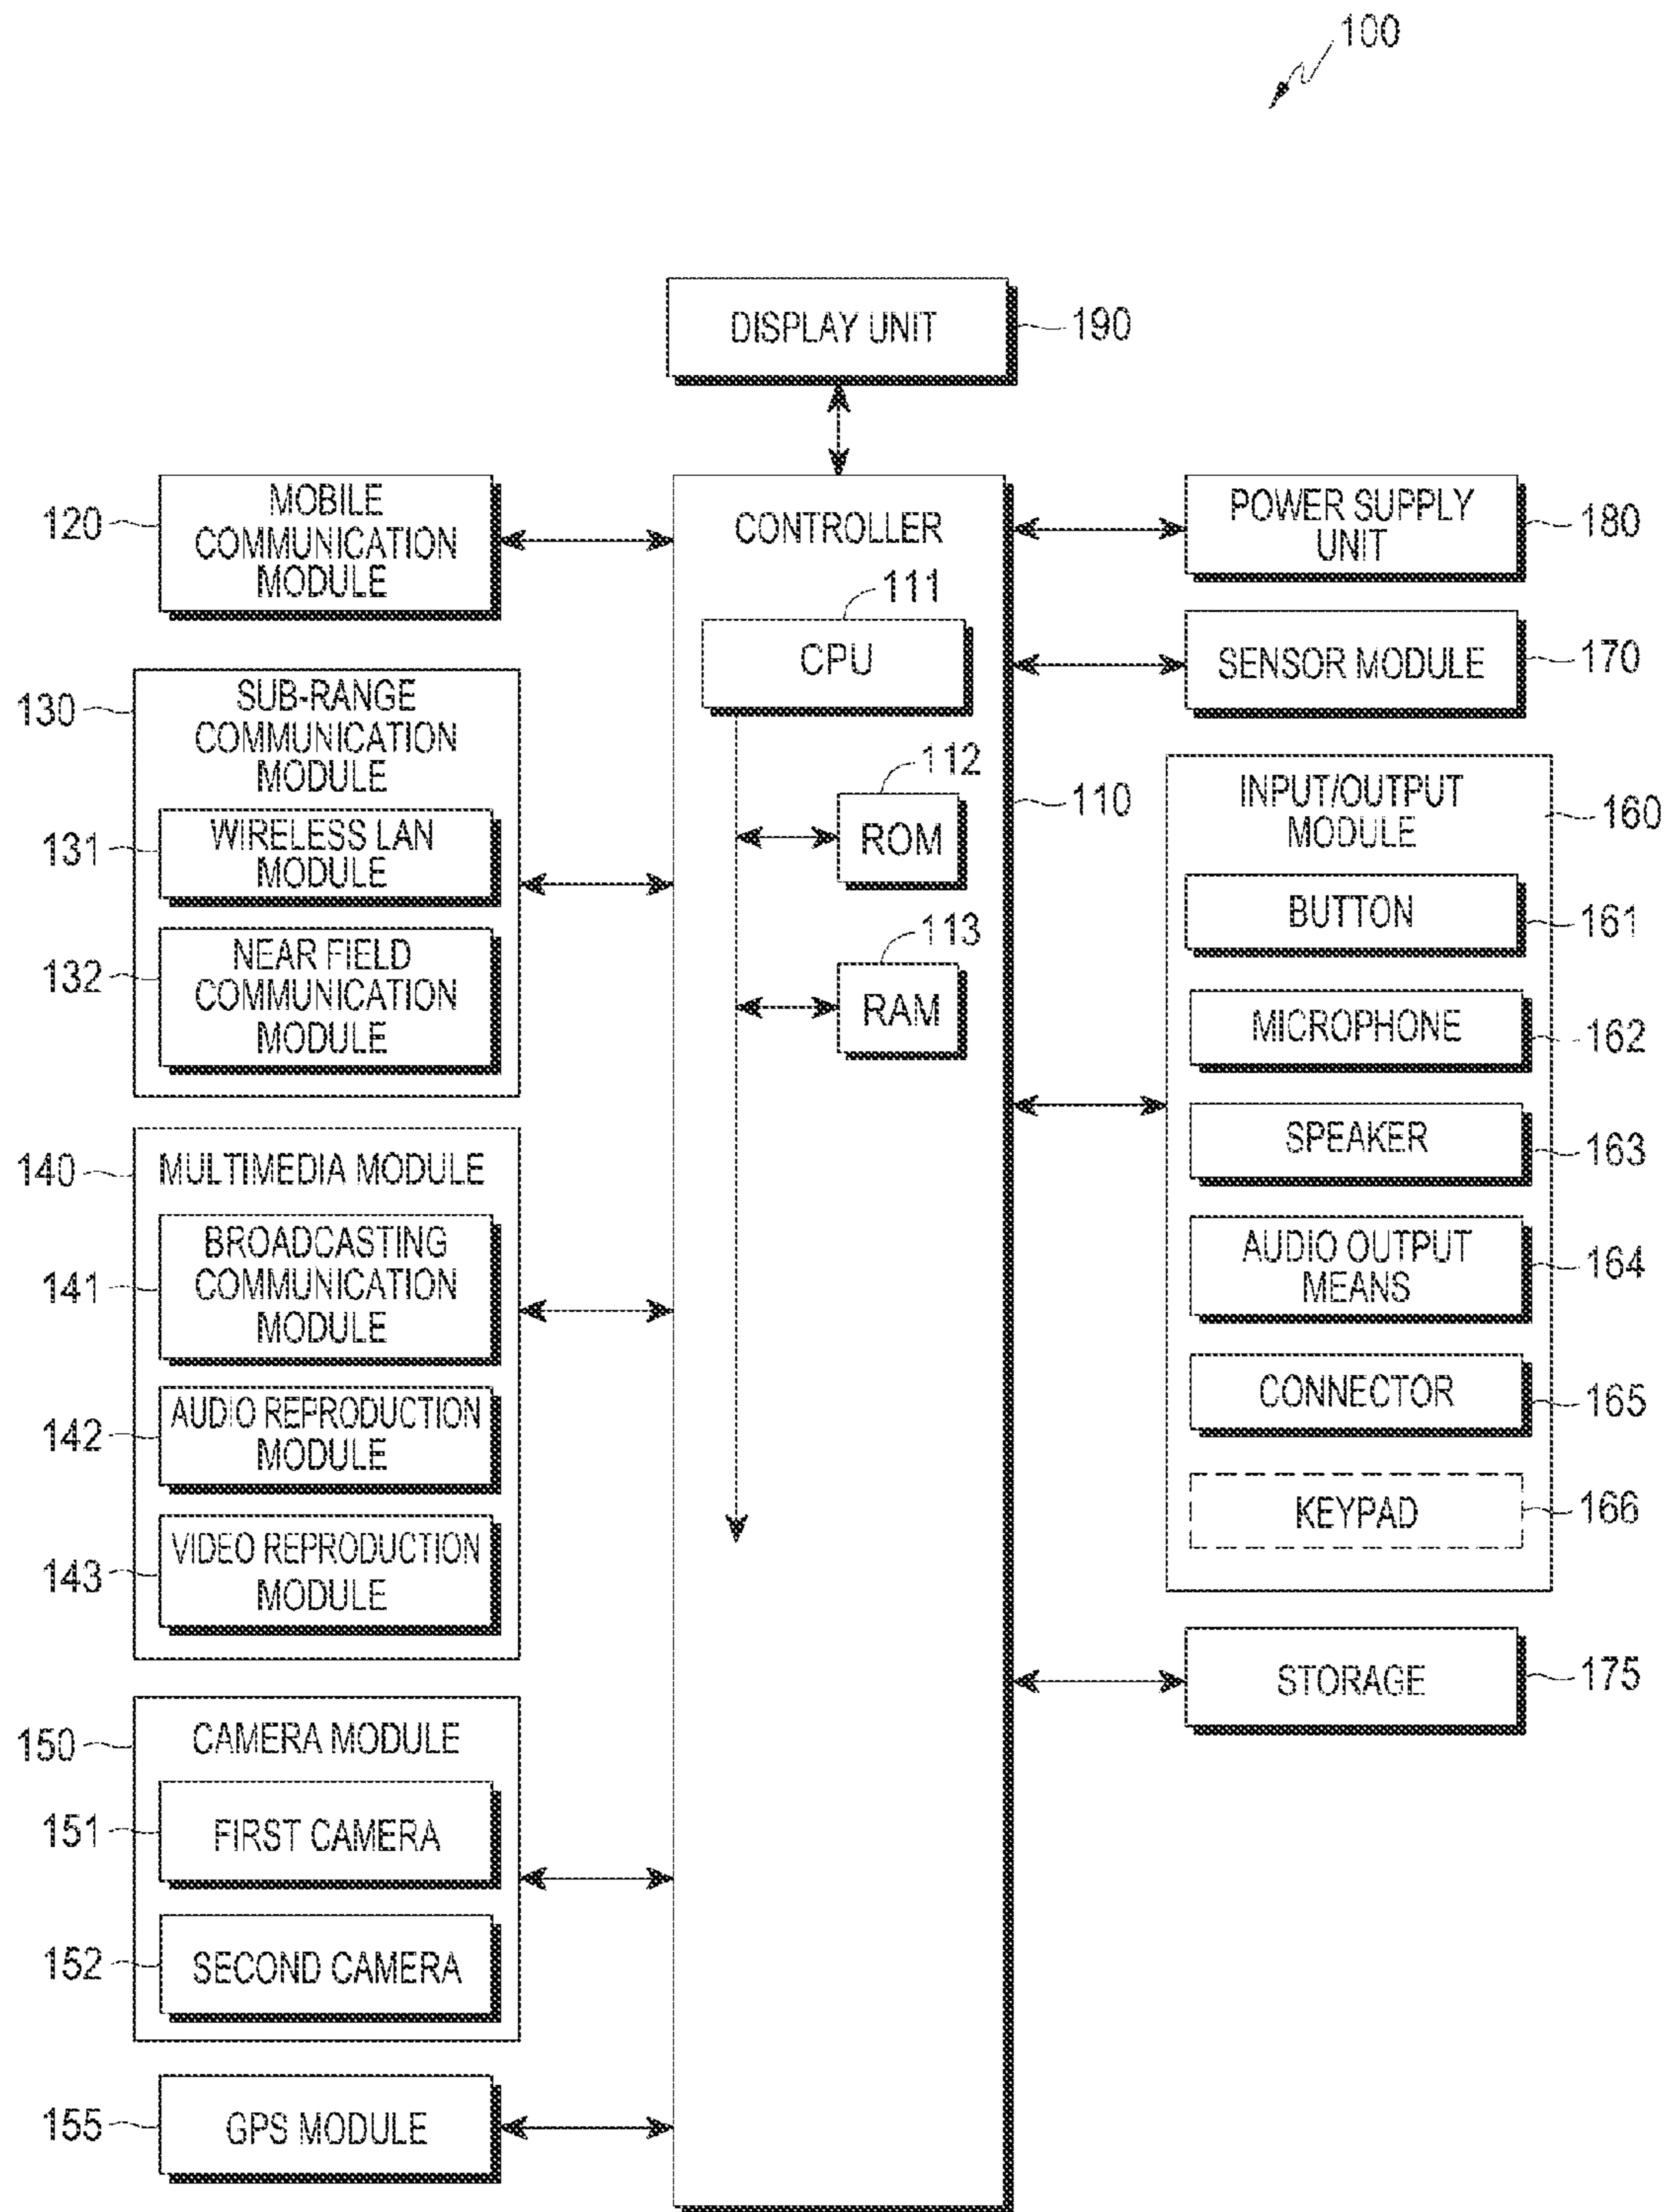 100
DISPLAY UNIT
190
120
MOBILE
COMMUNICATION
MODULE
130
SUB-RANGE
COMMUNICATION
MODULE
131
WIRELESS LAN
MODULE
132
NEAR FIELD
COMMUNICATION
MODULE
140
MULTIMEDIA MODULE
141
BROADCASTING
COMMUNICATION
MODULE
142
AUDIO REPRODUCTION
MODULE
143
VIDEO REPRODUCTION
MODULE
150
CAMERA MODULE
151
FIRST CAMERA
152
SECOND CAMERA
155
GPS MODULE
CONTROLLER
111
CPU
112
ROM
113
RAM
110
POWER SUPPLY
UNIT
180
SENSOR MODULE
170
INPUT/OUTPUT
MODULE
160
BUTTON
161
MICROPHONE
162
SPEAKER
163
AUDIO OUTPUT
MEANS
164
CONNECTOR
165
KEYPAD
166
STORAGE
175